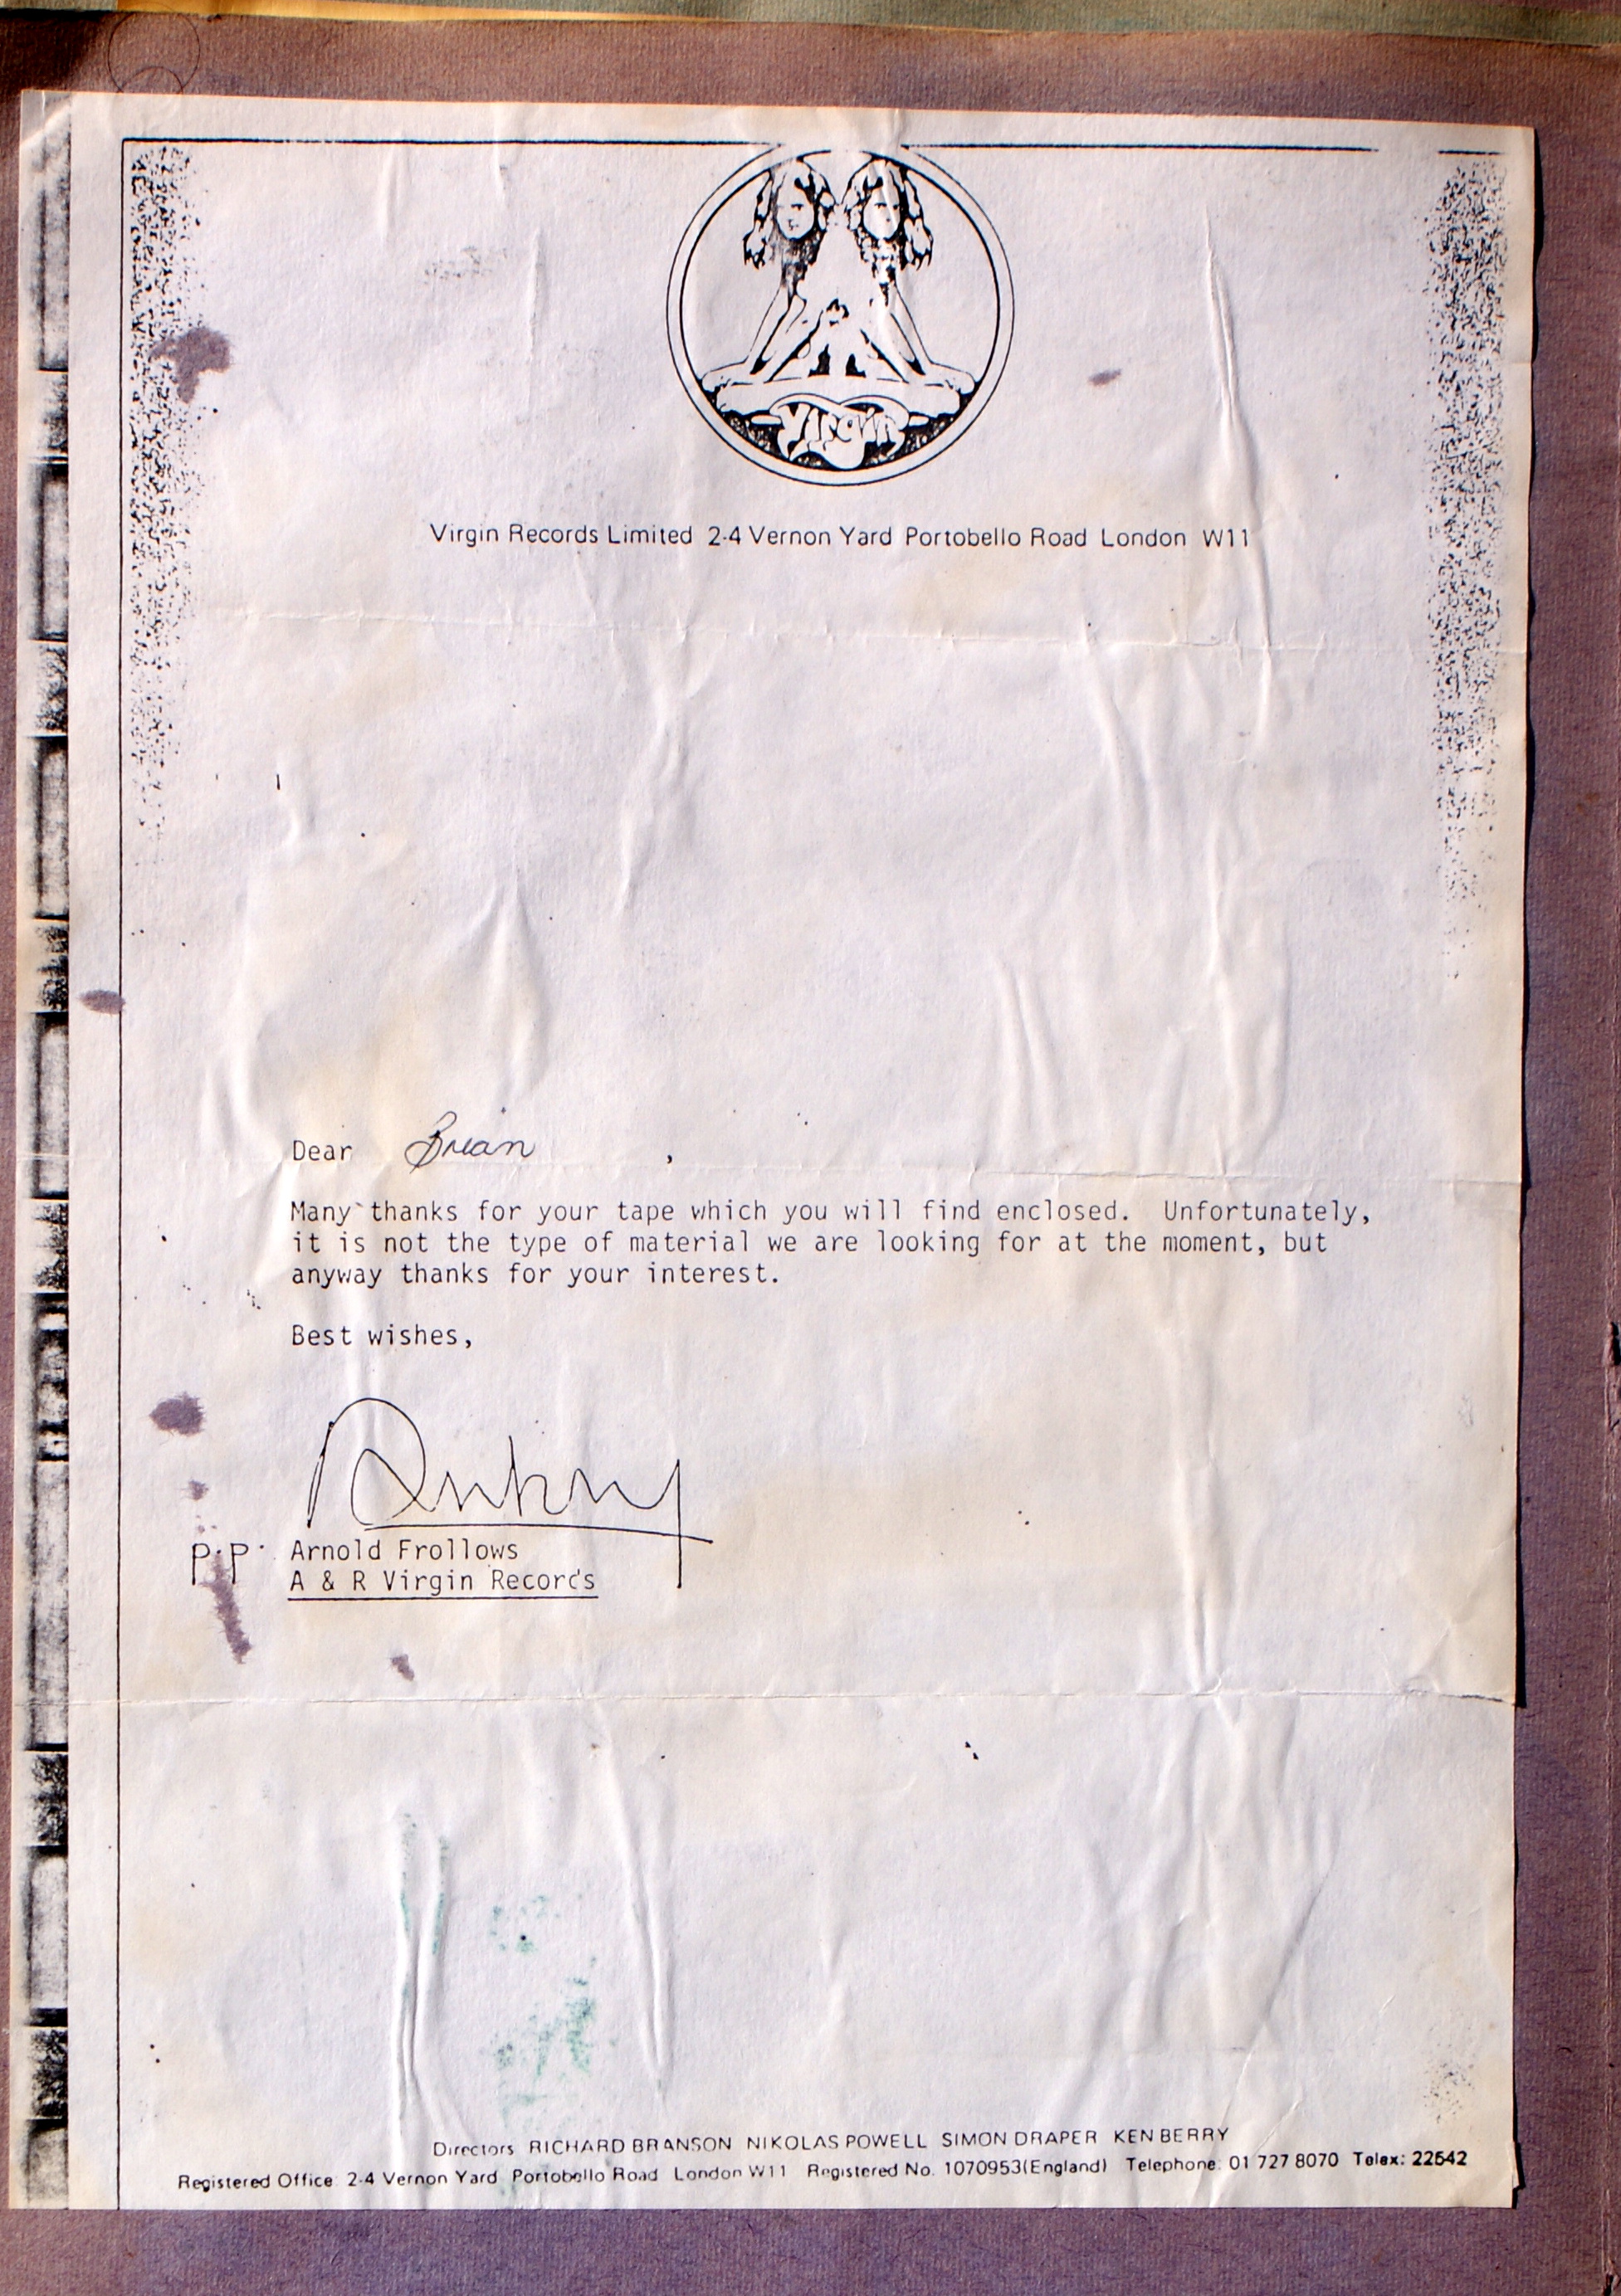 Virgin
Virgin Records Limited 2-4 Vernon Yard Portobello Road London W11
Dear Brian ,
Many thanks for your tape which you will find enclosed. Unfortunately,
it is not the type of material we are looking for at the moment, but
anyway thanks for your interest.
Best wishes,
p.p. Arnold Frollows
A & R Virgin Records
Directors RICHARD BRANSON NIKOLAS POWELL SIMON DRAPER KEN BERRY
Registered Office: 2-4 Vernon Yard Portobello Road London W11 Registered No. 1070953(England) Telephone: 01 727 8070 Telex: 22542